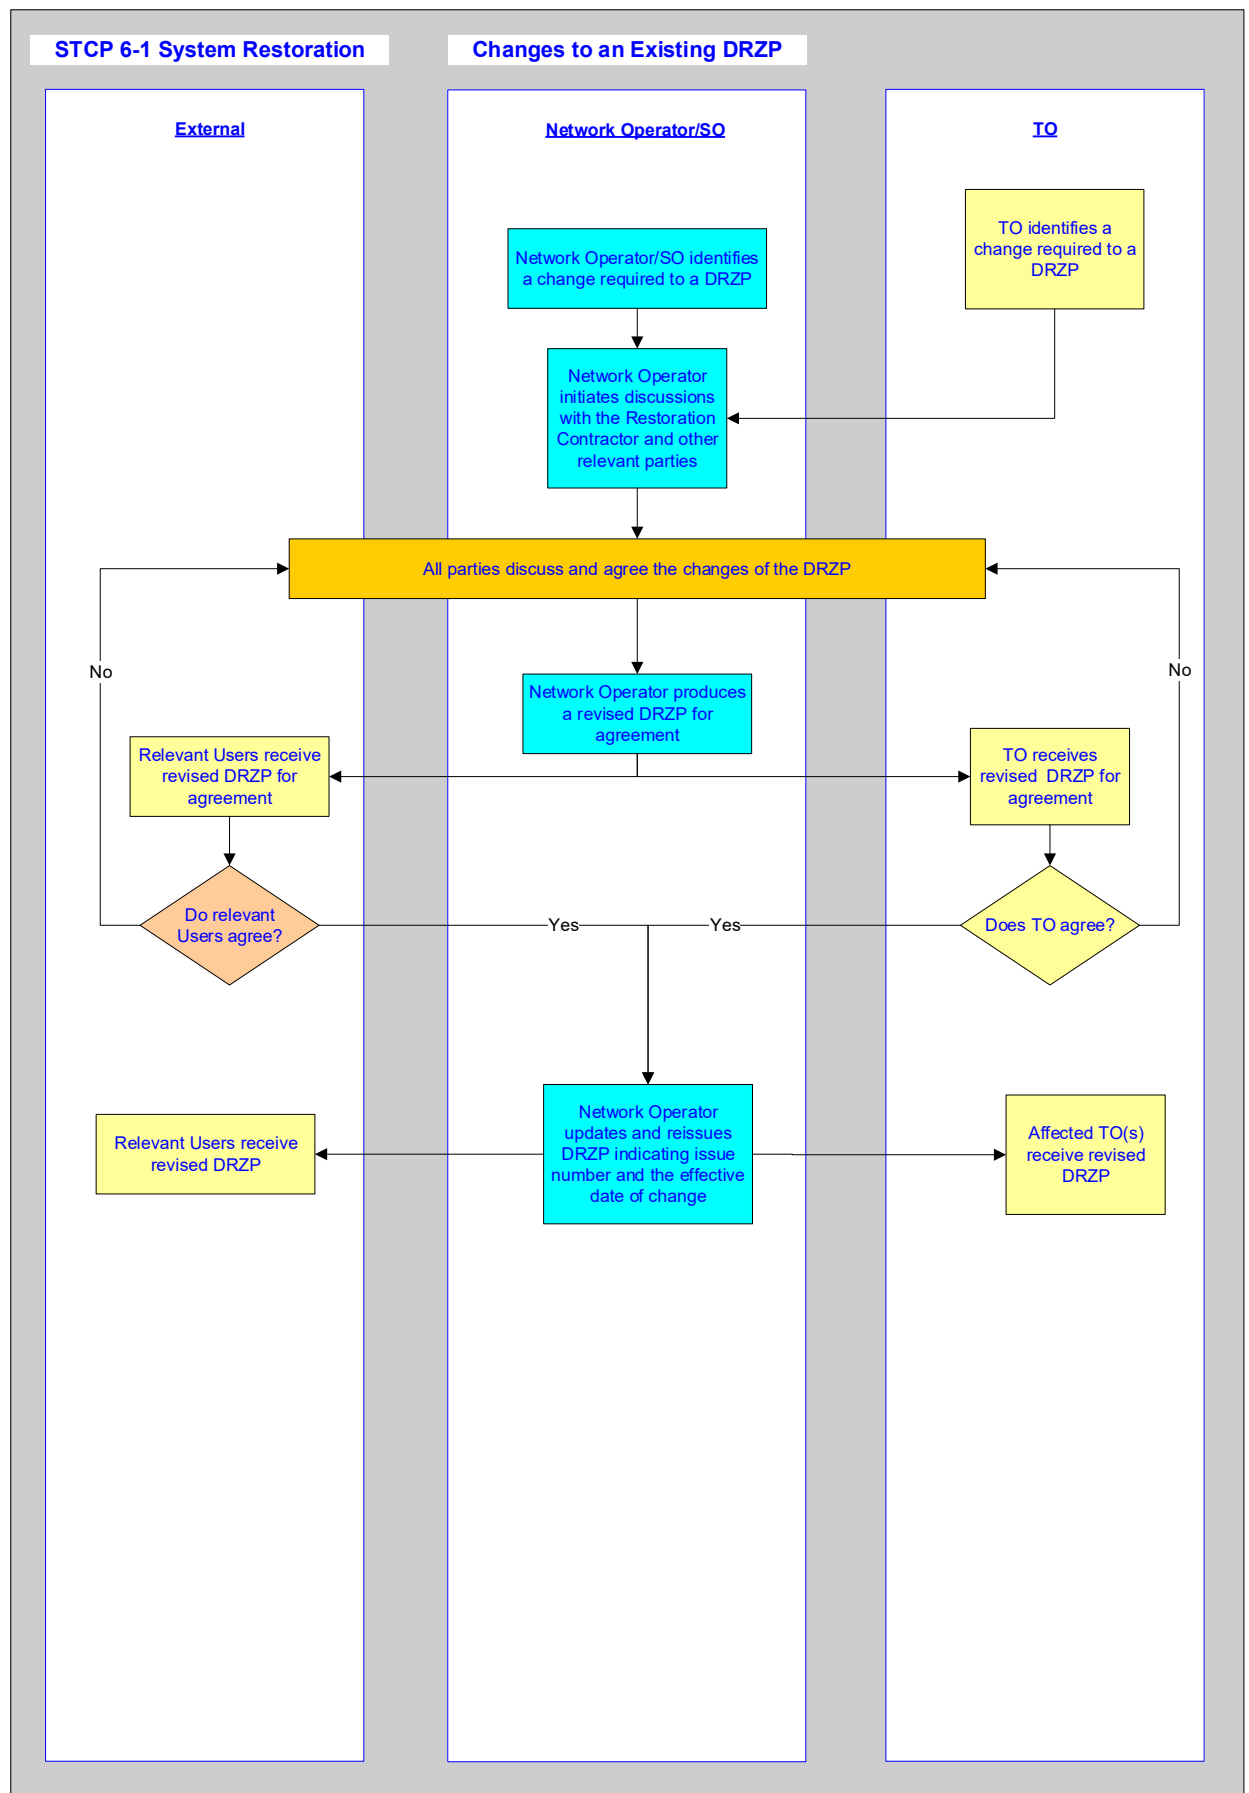 STCP 6-1 System Restoration
Changes to an Existing DRZP
External
Network Operator/SO
TO
TO identifies a
change required to a
DRZP
Network Operator/SO identifies
a change required to a DRZP
Network Operator
initiates discussions
with the Restoration
Contractor and other
relevant parties
All parties discuss and agree the changes of the DRZP
No
No
Network Operator produces
a revised DRZP for
agreement
Relevant Users receive
revised DRZP for
agreement
TO receives
revised DRZP for
agreement
Do relevant
Users agree?
Yes
Yes
Does TO agree?
Network Operator
updates and reissues
DRZP indicating issue
number and the effective
date of change
Relevant Users receive
revised DRZP
Affected TO(s)
receive revised
DRZP